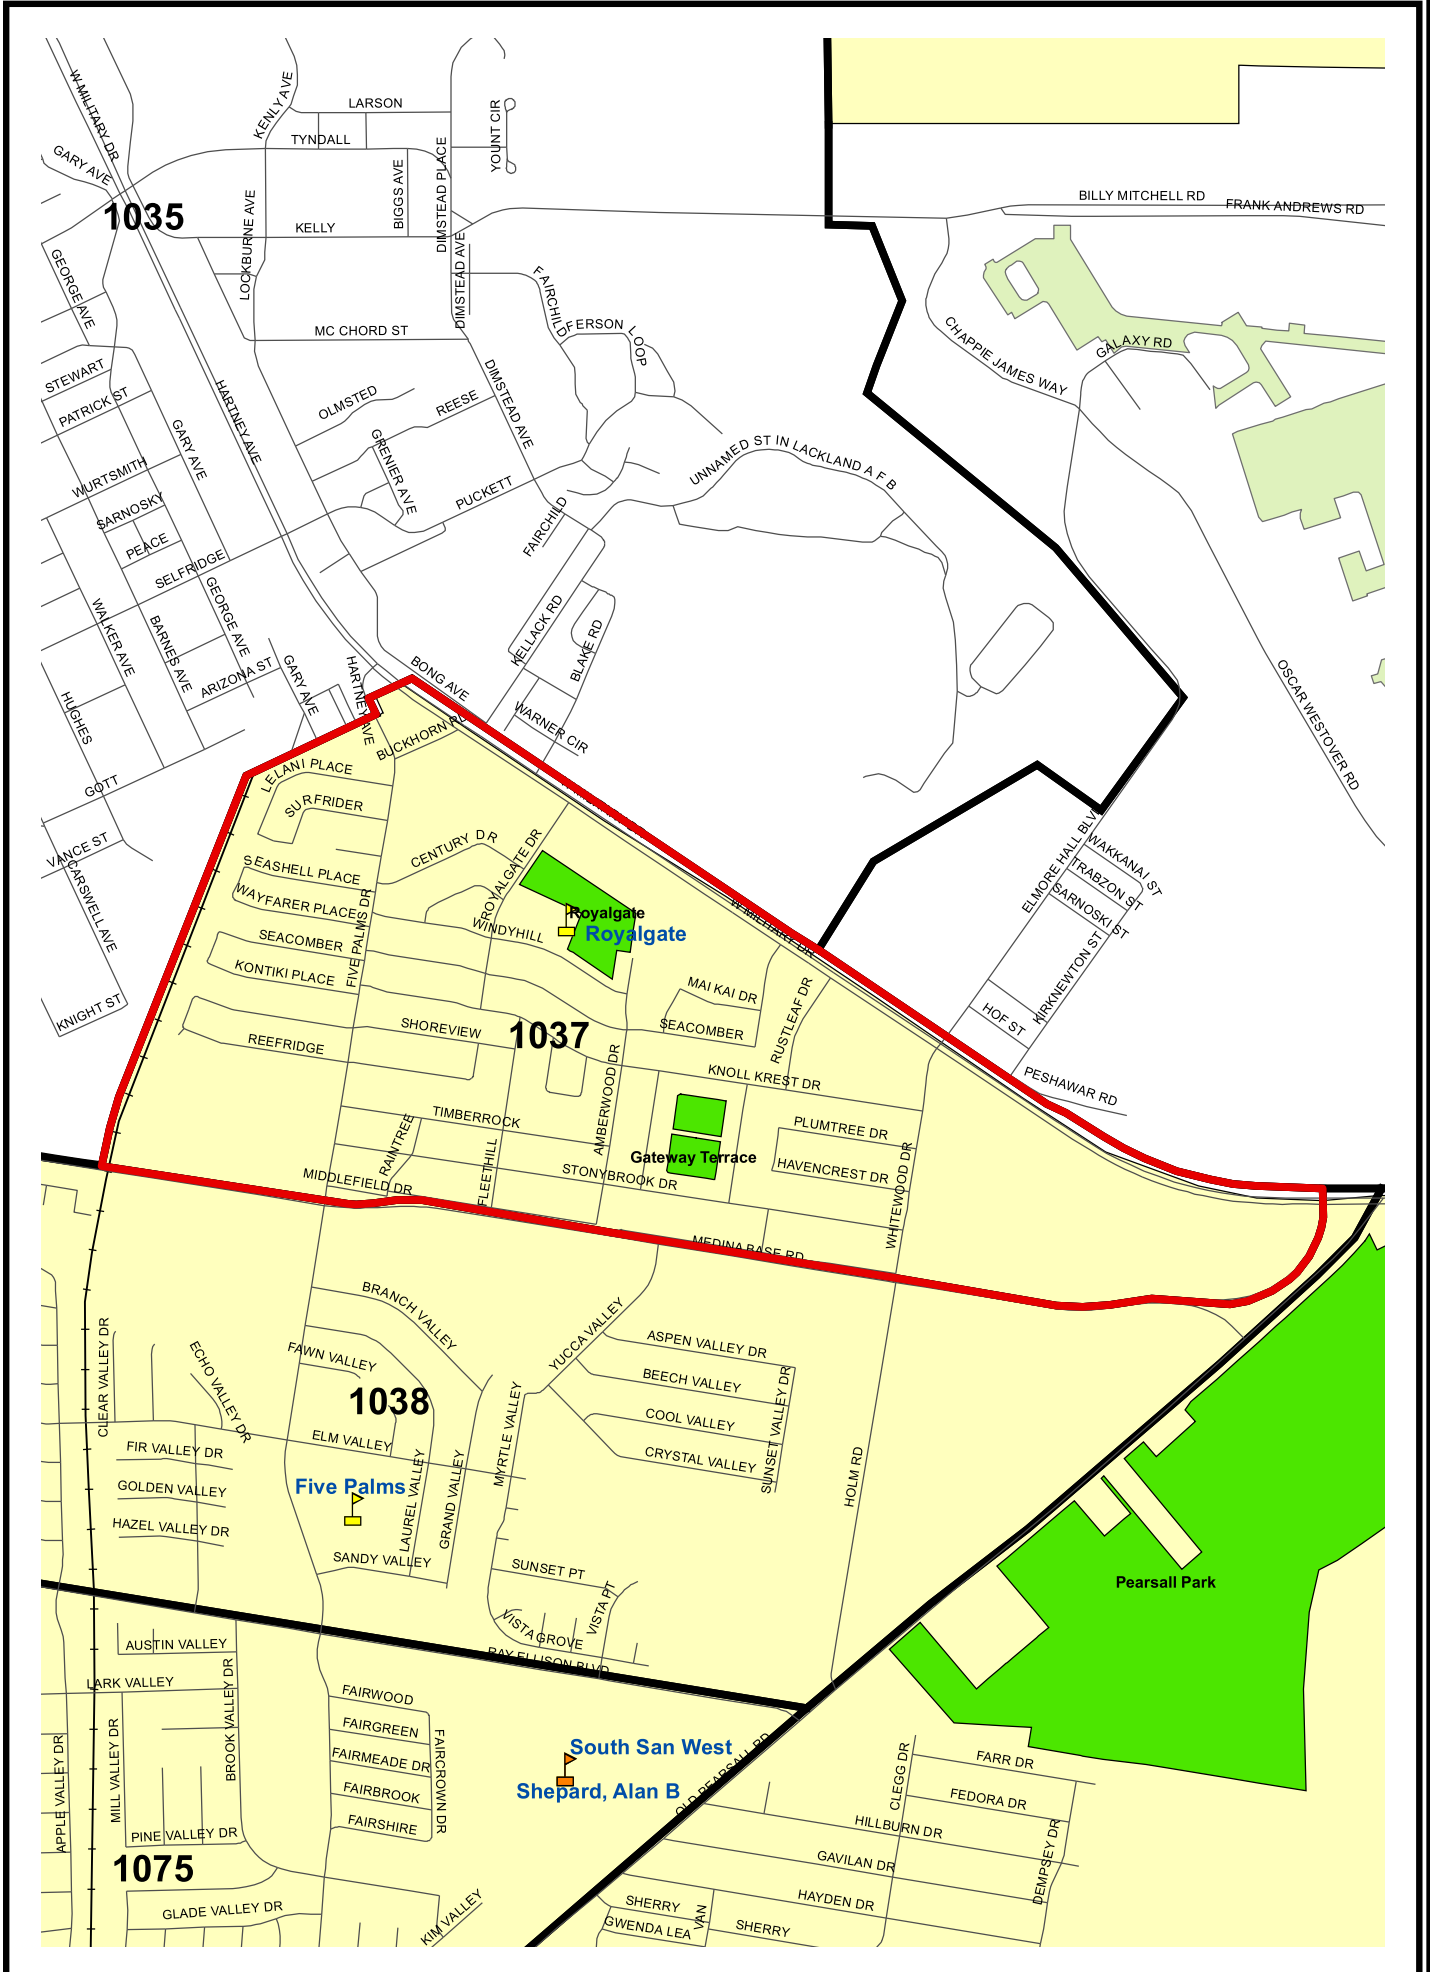 W MILITARY DR
KENLY AVE
LARSON
TYNDALL
YOUNT CIR
GARY AVE
1035
BIGGS AVE
DIMSTEAD PLACE
LOCKBURNE AVE
KELLY
BILLY MITCHELL RD
FRANK ANDREWS RD
GEORGE AVE
DIMSTEAD AVE
FAIRCHILD
FERSON LOOP
MC CHORD ST
CHAPPIE JAMES WAY
GALAXY RD
STEWART
PATRICK ST
HARTNEY AVE
OLMSTED
REESE
DIMSTEAD AVE
GARY AVE
GRENIER AVE
UNNAMED ST IN LACKLAND A F B
WURTSMITH
SARNOSKY
PEACE
PUCKETT
FAIRCHILD
SELFRIDGE
GEORGE AVE
WALKER AVE
BARNES AVE
KELLACK RD
BLAKE RD
ARIZONA ST
GARY AVE
HARTNEY AVE
BONG AVE
HUGHES
WARNER CIR
OSCAR WESTOVER RD
BUCKHORN RD
GOTT
LELANI PLACE
SURFRIDER
VANCE ST
CARSWELL AVE
CENTURY DR
ROYALGATE DR
ELMORE HALL BLV
WAKKANAI ST
TRABZON ST
SARNOSKI ST
SEASHELL PLACE
WAYFARER PLACE
FIVE PALMS DR
Royalgate
Royalgate
WINDYHILL
W MILITARY DR
SEACOMBER
KONTIKI PLACE
KIRKNEWTON ST
MAI KAI DR
RUSTLEAF DR
KNIGHT ST
HOF ST
SHOREVIEW
1037
SEACOMBER
REEFRIDGE
AMBERWOOD DR
KNOLL KREST DR
PESHAWAR RD
TIMBERROCK
RAINTREE
PLUMTREE DR
FLEETHILL
Gateway Terrace
HAVENCREST DR
WHITEWOOD DR
MIDDLEFIELD DR
STONYBROOK DR
MEDINA BASE RD
BRANCH VALLEY
YUCCA VALLEY
CLEAR VALLEY DR
ECHO VALLEY DR
FAWN VALLEY
ASPEN VALLEY DR
BEECH VALLEY
1038
COOL VALLEY
SUNSET VALLEY DR
ELM VALLEY
FIR VALLEY DR
MYRTLE VALLEY
CRYSTAL VALLEY
HOLM RD
GOLDEN VALLEY
Five Palms
LAUREL VALLEY
GRAND VALLEY
HAZEL VALLEY DR
SANDY VALLEY
SUNSET PT
VISTA PT
Pearsall Park
VISTA GROVE
RAY ELLISON BLVD
AUSTIN VALLEY
LARK VALLEY
BROOK VALLEY DR
MILL VALLEY DR
APPLE VALLEY DR
FAIRWOOD
FAIRGREEN
FAIRMEADE DR
FAIRBROOK
FAIRSHIRE
FAIRCROWN DR
South San West
Shepard, Alan B
OLD PEARSALL RD
CLEGG DR
FARR DR
FEDORA DR
HILLBURN DR
DEMPSEY DR
GAVILAN DR
PINE VALLEY DR
1075
HAYDEN DR
GLADE VALLEY DR
KIM VALLEY
SHERRY
GWENDA LEA
VAN
SHERRY